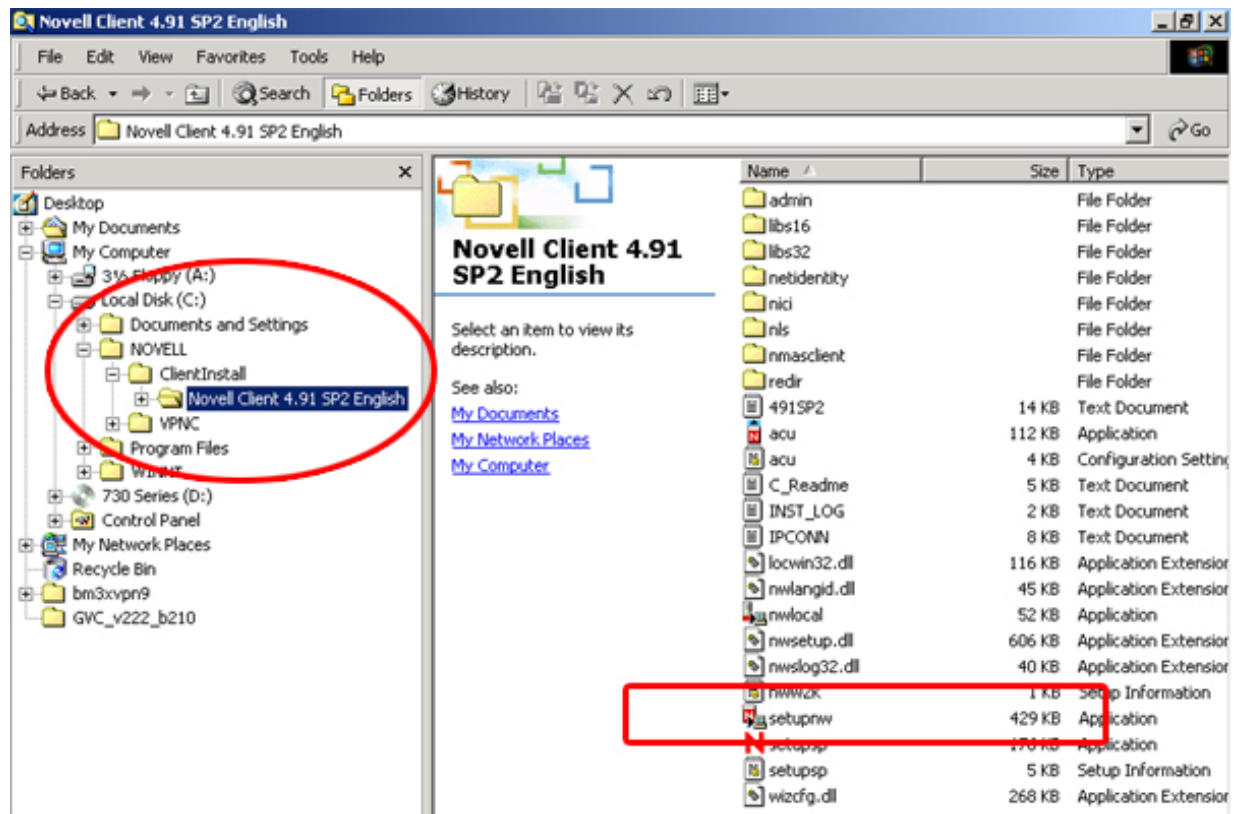 Novell Client 4.91 SP2 English
File Edit View Favorites Tools Help
Back Search Folders History
Address Novell Client 4.91 SP2 English Go
Folders
Desktop
My Documents
My Computer
3½ Floppy (A:)
Local Disk (C:)
Documents and Settings
NOVELL
ClientInstall
Novell Client 4.91 SP2 English
VPNC
Program Files
WINNT
730 Series (D:)
Control Panel
My Network Places
Recycle Bin
bm3xvpn9
GVC_v222_b210
Novell Client 4.91
SP2 English
Select an item to view its
description.
See also:
My Documents
My Network Places
My Computer
Name Size Type
admin File Folder
libs16 File Folder
libs32 File Folder
netidentity File Folder
nici File Folder
nls File Folder
nmasclient File Folder
redir File Folder
491SP2 14 KB Text Document
acu 112 KB Application
acu 4 KB Configuration Setting
C_Readme 5 KB Text Document
INST_LOG 2 KB Text Document
IPCONN 8 KB Text Document
locwin32.dll 116 KB Application Extension
nwlangid.dll 45 KB Application Extension
nwlocal 52 KB Application
nwsetup.dll 606 KB Application Extension
nwslog32.dll 40 KB Application Extension
nww2k 1 KB Setup Information
setupnw 429 KB Application
setupsp 176 KB Application
setupsp 5 KB Setup Information
wizcfg.dll 268 KB Application Extension